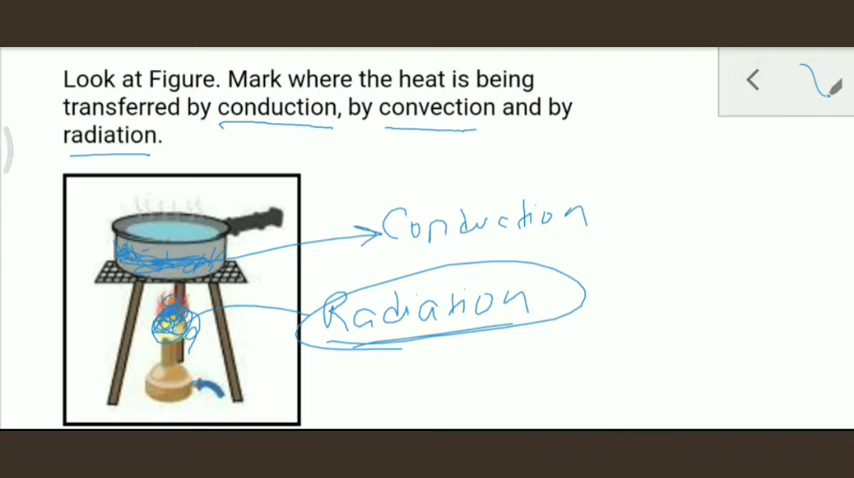 Look at Figure. Mark where the heat is being
transferred by conduction, by convection and by
radiation.
Conduction
Radiation